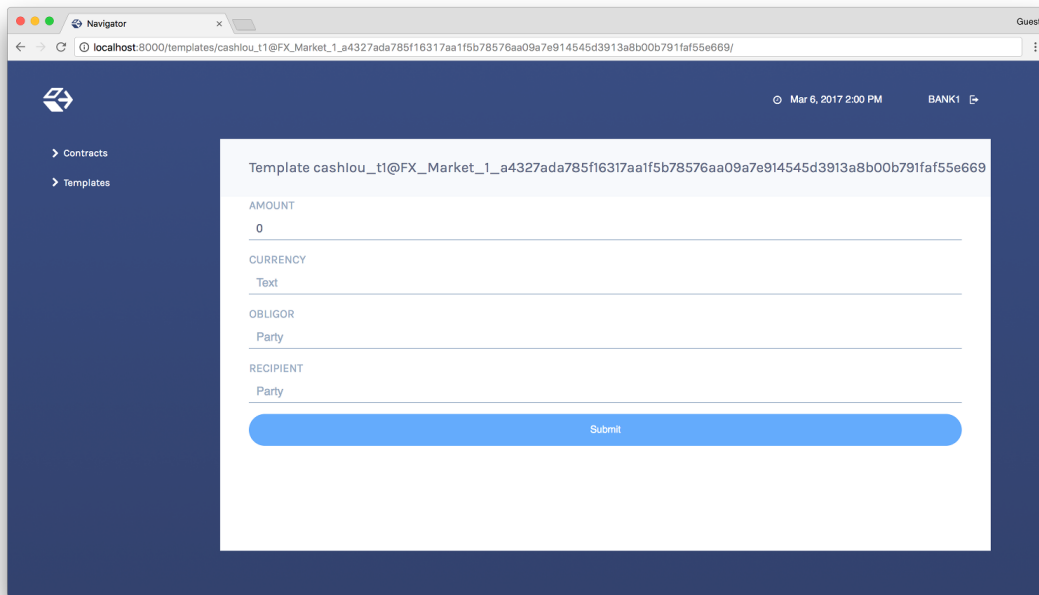 Navigator
Guest
localhost:8000/templates/cashlou_t1@FX_Market_1_a4327ada785f16317aa1f5b78576aa09a7e914545d3913a8b00b791faf55e669/
Mar 6, 2017 2:00 PM BANK1
Contracts
Templates
Template cashIou_t1@FX_Market_1_a4327ada785f16317aa1f5b78576aa09a7e914545d3913a8b00b791faf55e669
AMOUNT
0
CURRENCY
Text
OBLIGOR
Party
RECIPIENT
Party
Submit